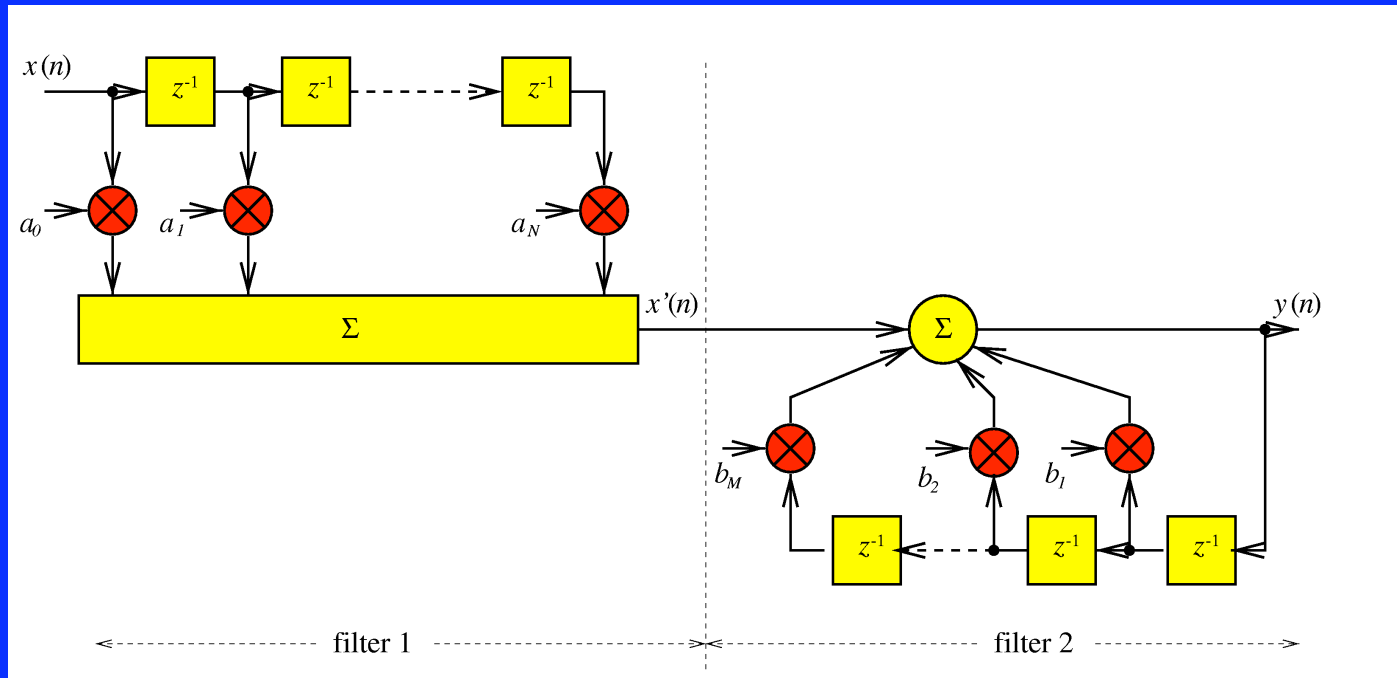 x(n)
z⁻¹ z⁻¹ z⁻¹
a₀ a₁ a_N
Σ
x'(n)
Σ
y(n)
b_M b₂ b₁
z⁻¹ z⁻¹ z⁻¹
filter 1 filter 2